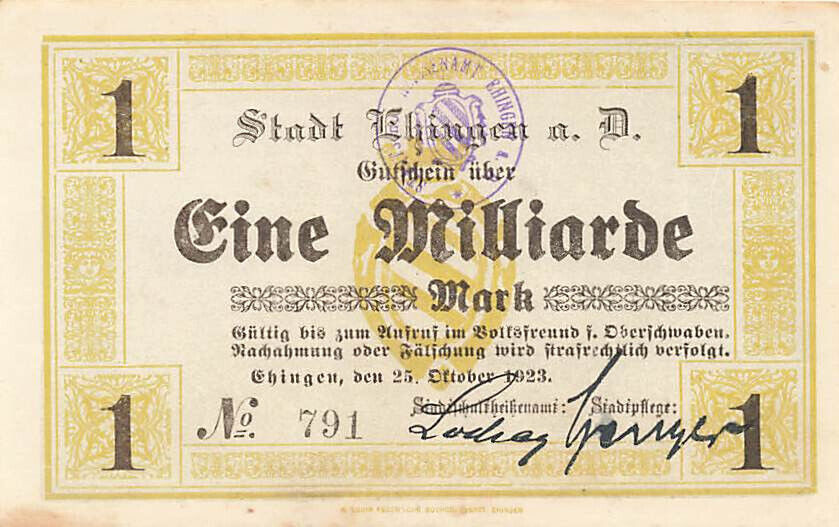 1 1
Stadt Ehingen a. D.
Gutschein über
Eine Milliarde
Mark
Gültig bis zum Aufruf im Volksfreund f. Oberschwaben.
Nachahmung oder Fälschung wird strafrechtlich verfolgt.
Ehingen, den 25. Oktober 1923.
No. 791
Stadtschultheißenamt: Stadtpflege:
1 1
EHINGEN